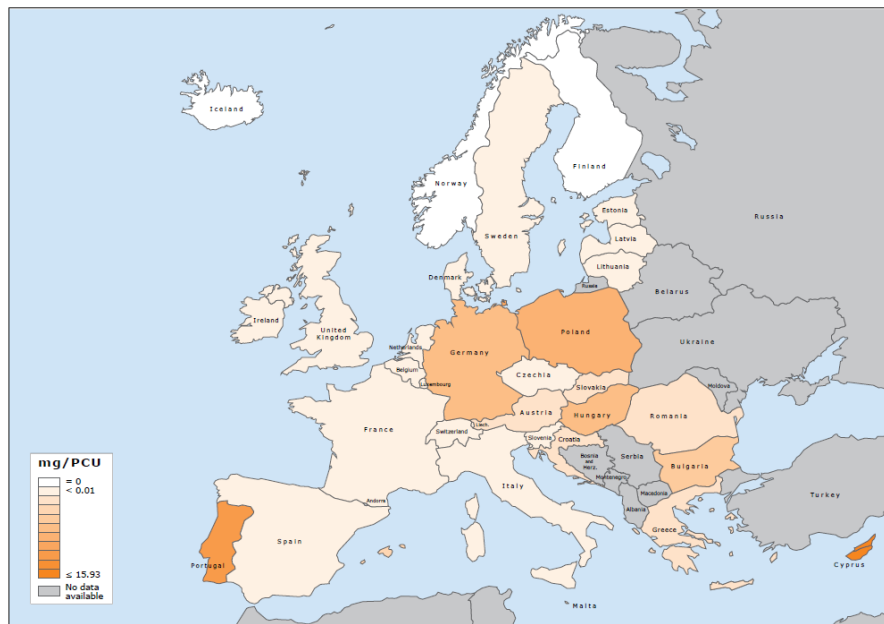 Iceland
Norway
Finland
Sweden
Russia
Estonia
Latvia
Lithuania
Russia
Denmark
Belarus
Ireland
United
Kingdom
Netherlands
Belgium
Luxembourg
Germany
Poland
Ukraine
Czechia
Slovakia
Moldova
France
Switzerland
Liech.
Austria
Hungary
Romania
Slovenia
Croatia
Bosnia
and
Herz.
Serbia
Montenegro
Bulgaria
Macedonia
Albania
Andorra
Italy
Spain
Portugal
Greece
Turkey
Cyprus
Malta
mg/PCU
= 0
< 0.01
≤ 15.93
No data
available